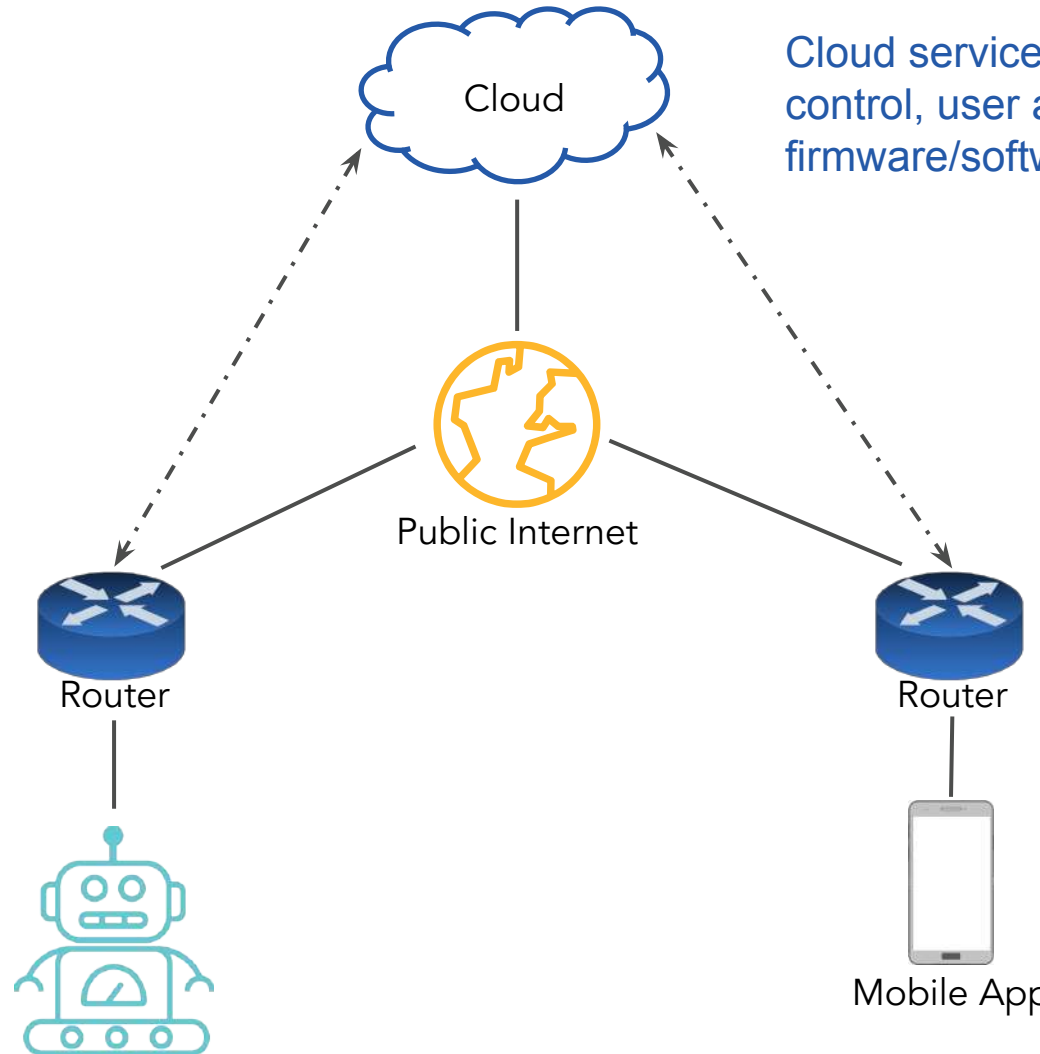 Cloud
Cloud service
control, user a
firmware/softw
Public Internet
Router
Router
Mobile App